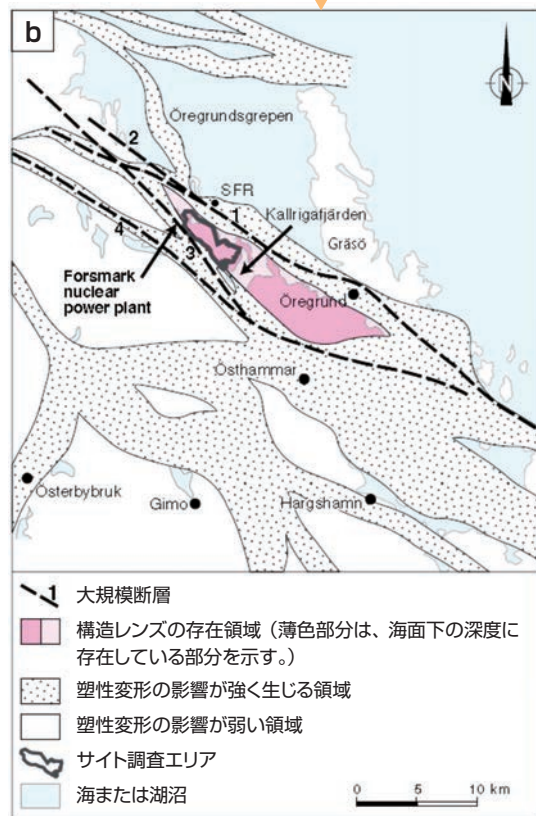 b
N
Öregrundsgrepen
2
SFR
1
Kallrigafjärden
Gräsö
4
3
Forsmark
nuclear
power plant
Öregrund
Östhammar
Österbybruk
Gimo
Hargshamn
1 大規模断層
構造レンズの存在領域（薄色部分は、海面下の深度に
存在している部分を示す。）
塑性変形の影響が強く生じる領域
塑性変形の影響が弱い領域
サイト調査エリア
海または湖沼
0 5 10 km